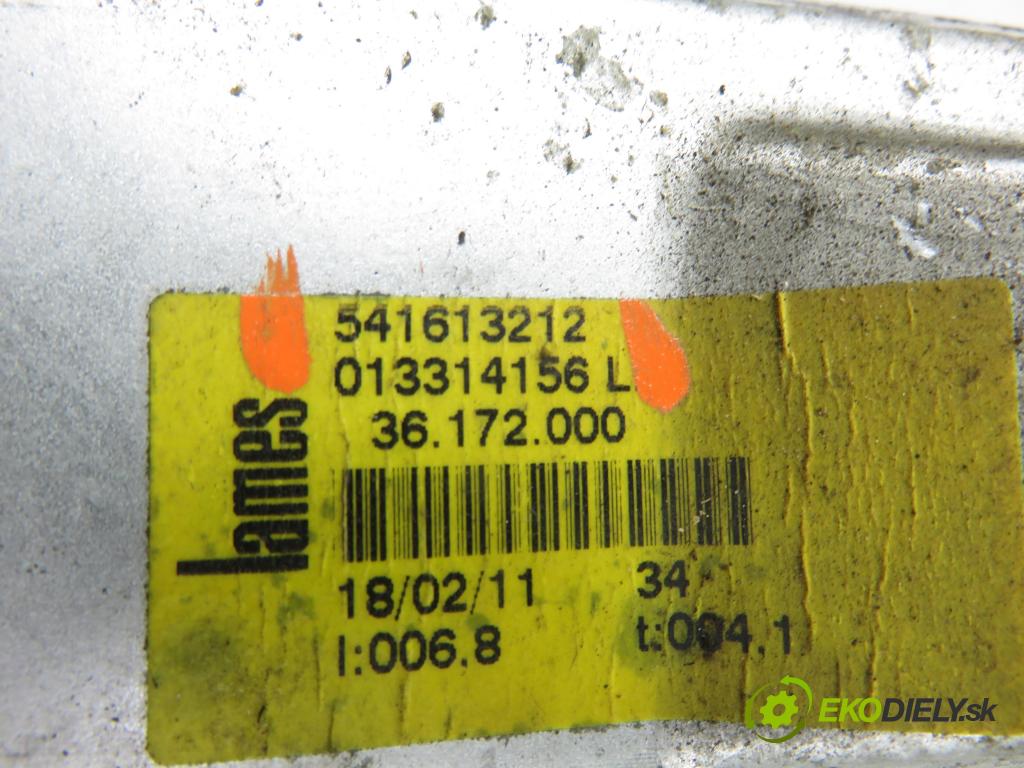 541613212
013314156 L
36.172.000
lames
18/02/11 34
l:006.8 t:004.1
EKODIELY.sk